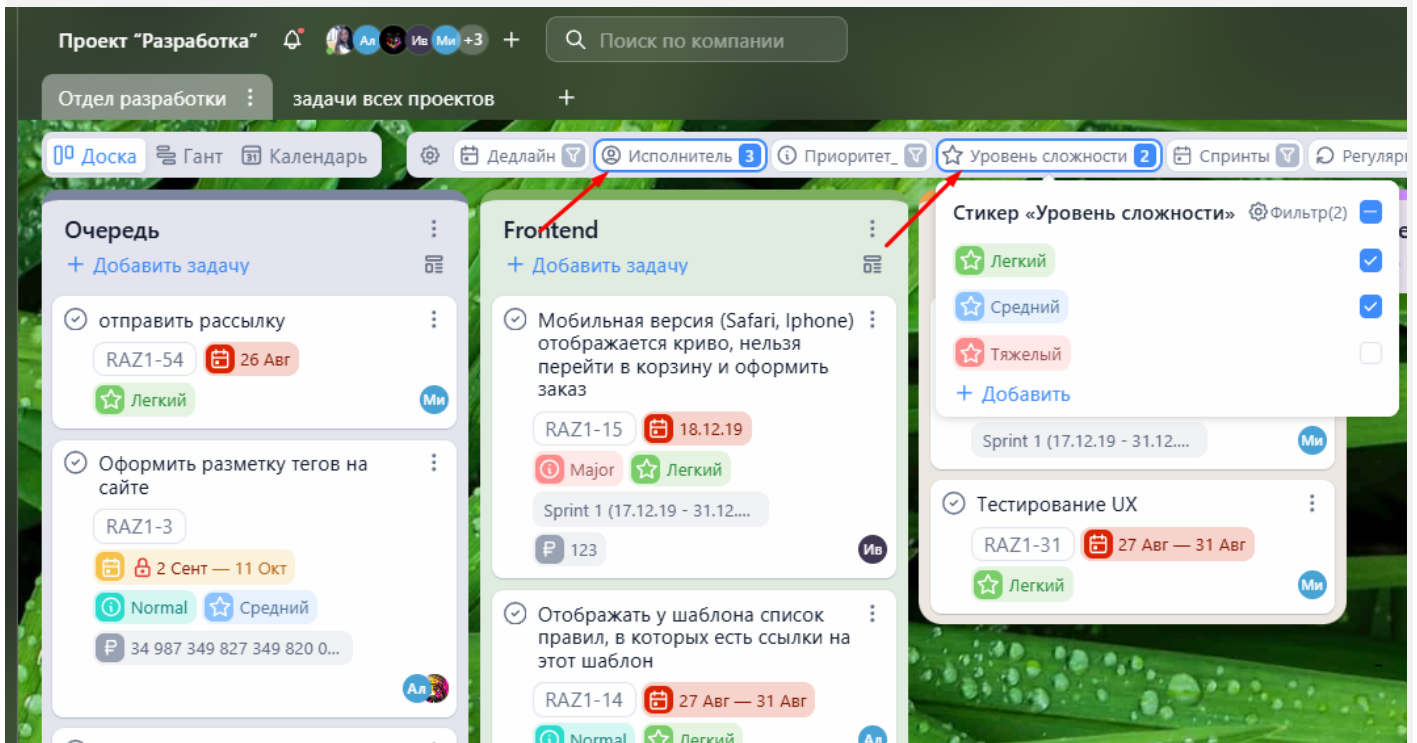 Проект “Разработка”
Ал
Ив
Ми
+3
+
Поиск по компании
Отдел разработки
задачи всех проектов
+
Доска
Гант
31
Календарь
Дедлайн
Исполнитель 3
Приоритет_
Уровень сложности 2
Спринты
Очередь
+ Добавить задачу
отправить рассылку
RAZ1-54
26 Авг
Легкий
Ми
Оформить разметку тегов на
сайте
RAZ1-3
2 Сент — 11 Окт
Normal
Средний
₽ 34 987 349 827 349 820 0...
Ал
Frontend
+ Добавить задачу
Мобильная версия (Safari, Iphone)
отображается криво, нельзя
перейти в корзину и оформить
заказ
RAZ1-15
18.12.19
Major
Легкий
Sprint 1 (17.12.19 - 31.12....
₽ 123
Ив
Отображать у шаблона список
правил, в которых есть ссылки на
этот шаблон
RAZ1-14
27 Авг — 31 Авг
Normal
Легкий
Ал
Стикер «Уровень сложности»
Фильтр(2)
Легкий
Средний
Тяжелый
+ Добавить
Sprint 1 (17.12.19 - 31.12....
Ми
Тестирование UX
RAZ1-31
27 Авг — 31 Авг
Легкий
Ми